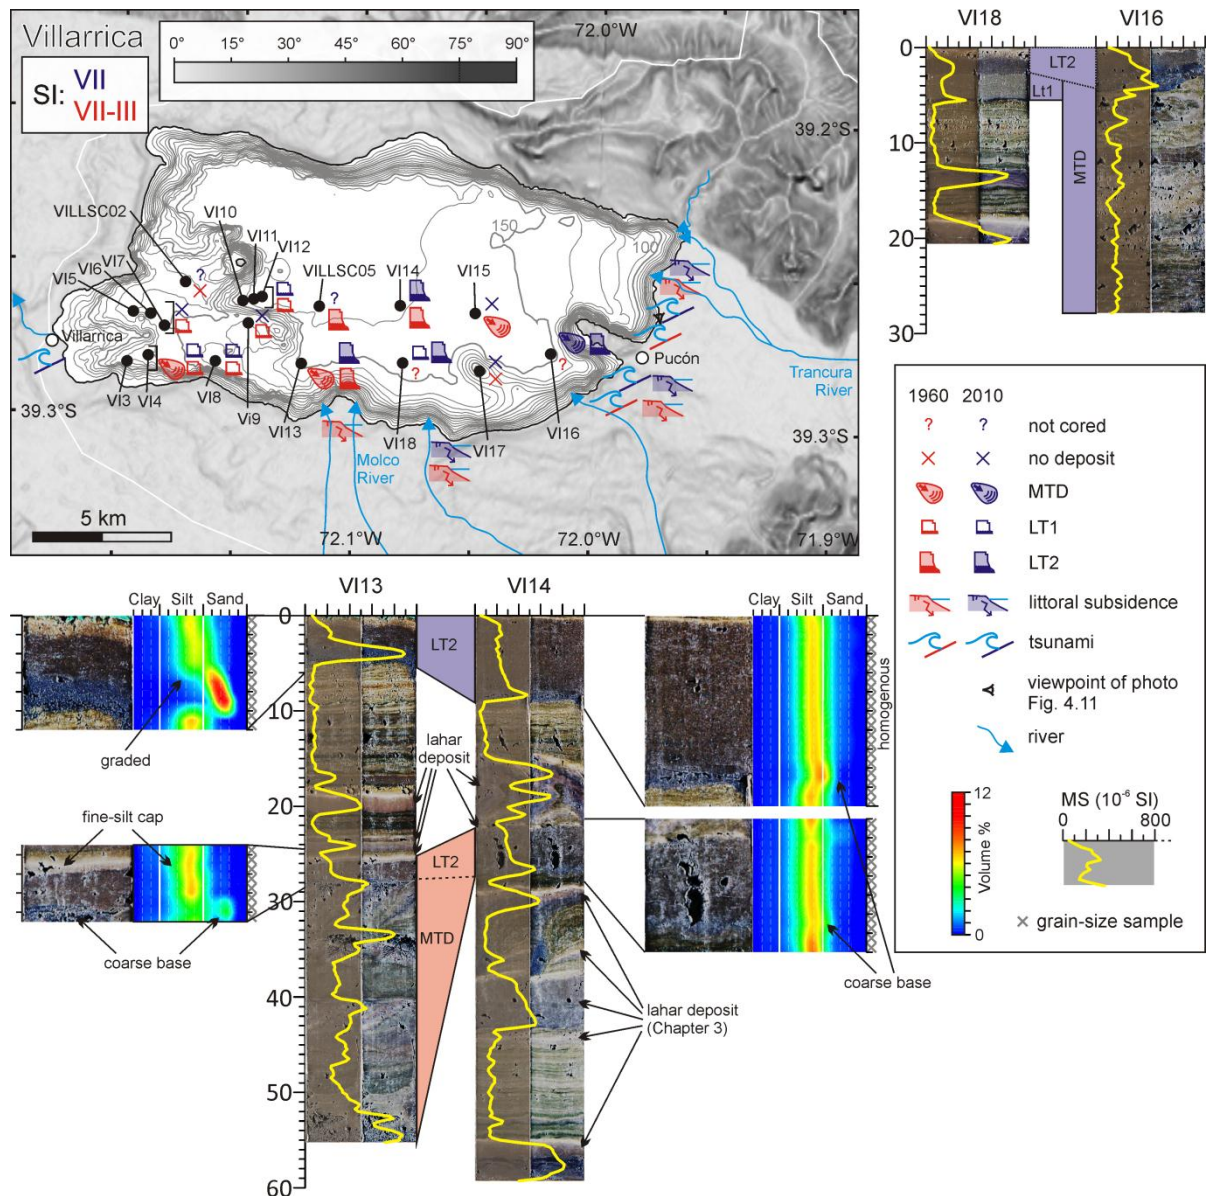 Villarrica
SI: VII
VII-III
0° 15° 30° 45° 60° 75° 90°
72.0°W
39.2°S
VILLSC02
VI10
VI11
VI12
VI7
VI6
VI5
VILLSC05
VI14
VI15
150
100
?
?
Villarrica
Pucón
Trancura
River
39.3°S
39.3°S
VI3
VI4
VI8
Vi9
VI13
VI18
?
VI17
VI16
?
Molco
River
5 km
72.1°W
72.0°W
71.9°W
VI18
VI16
0
10
20
30
LT2
Lt1
MTD
1960 2010
? ? not cored
no deposit
MTD
LT1
LT2
littoral subsidence
tsunami
viewpoint of photo
Fig. 4.11
river
12
Volume %
0
MS (10⁻⁶ SI)
0 800
grain-size sample
VI13
VI14
Clay Silt Sand
Clay Silt Sand
0
10
20
30
40
50
60
LT2
graded
lahar
deposit
fine-silt cap
LT2
MTD
coarse base
homogenous
coarse base
lahar deposit
(Chapter 3)